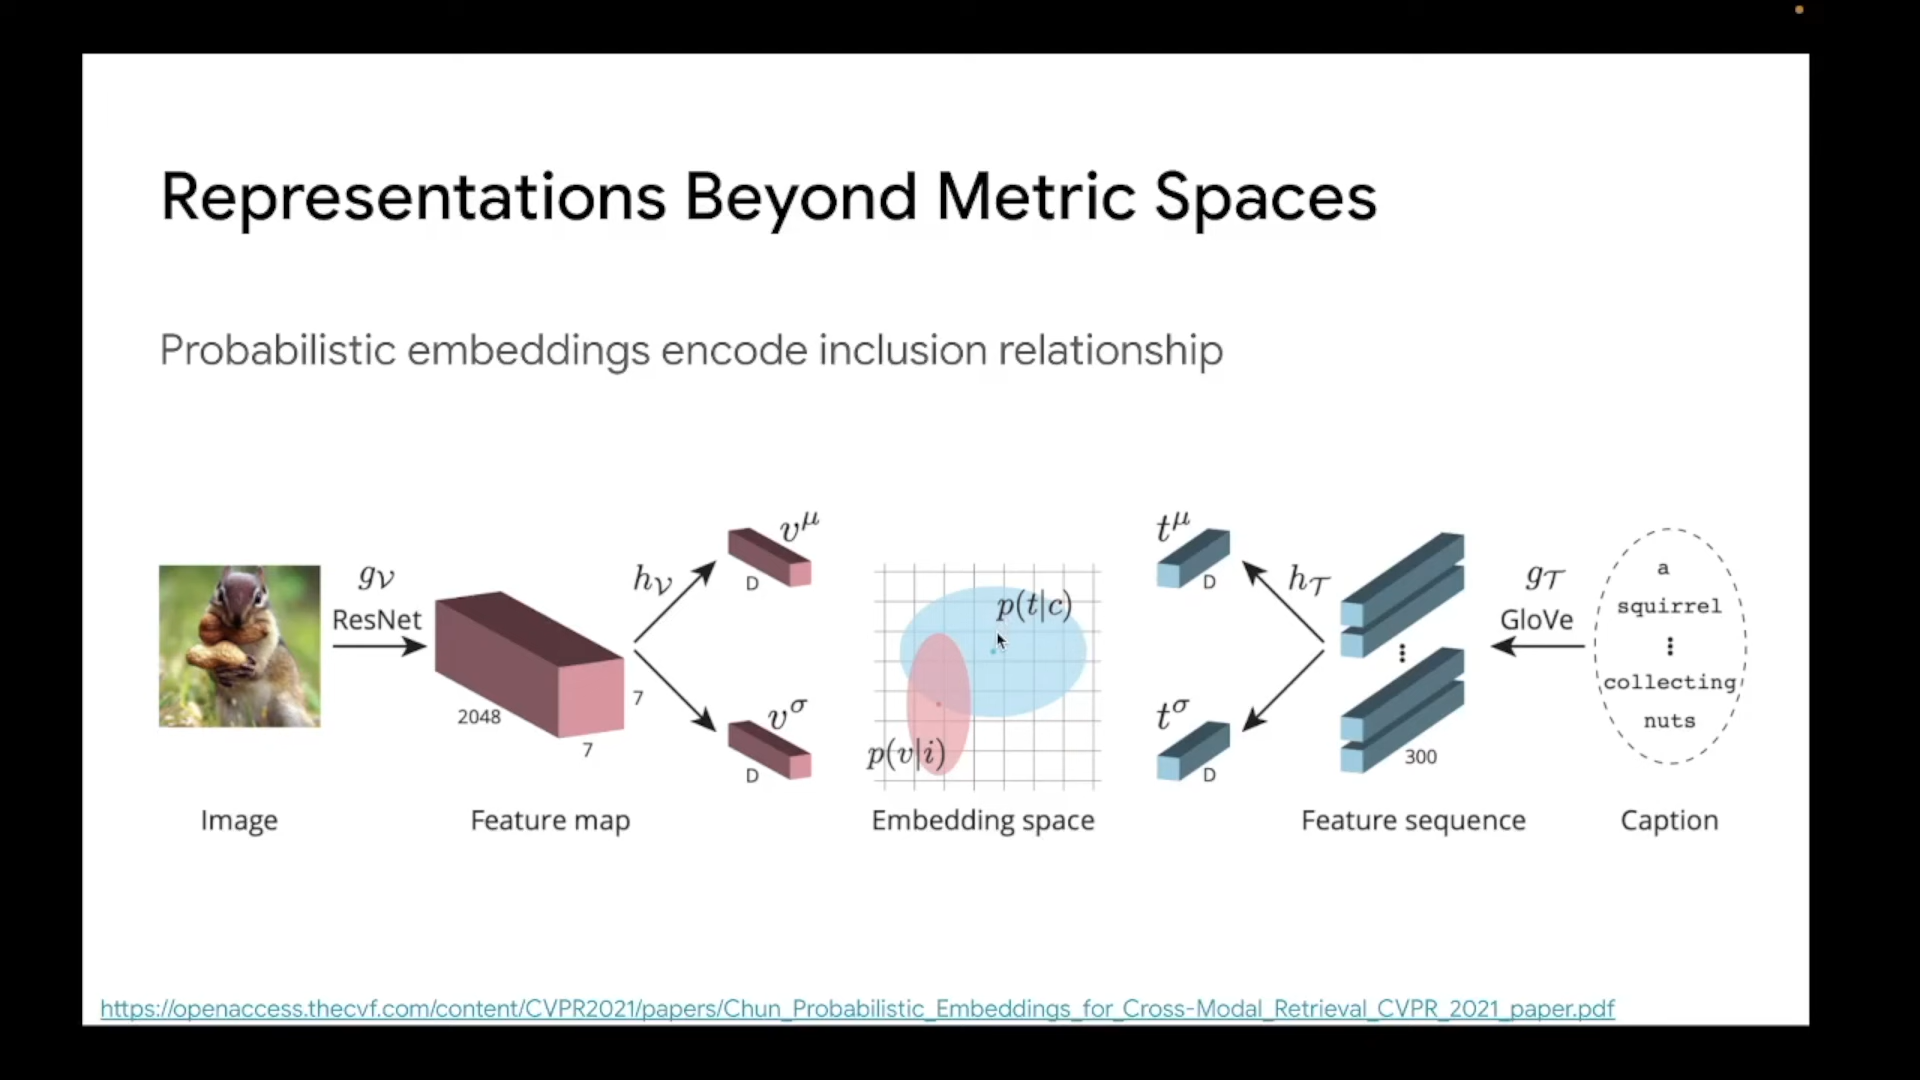 Representations Beyond Metric Spaces
Probabilistic embeddings encode inclusion relationship
g𝒱
ResNet
2048
7
7
h𝒱
v^μ
D
v^σ
D
p(t|c)
p(v|i)
t^μ
D
t^σ
D
h𝒯
300
g𝒯
GloVe
a
squirrel
⋮
collecting
nuts
Image
Feature map
Embedding space
Feature sequence
Caption
https://openaccess.thecvf.com/content/CVPR2021/papers/Chun_Probabilistic_Embeddings_for_Cross-Modal_Retrieval_CVPR_2021_paper.pdf